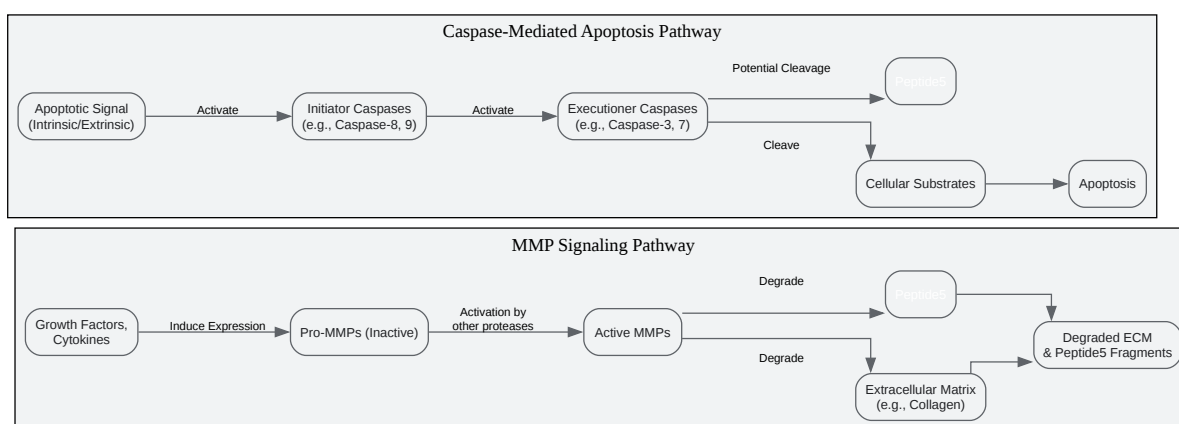 Caspase-Mediated Apoptosis Pathway
Potential Cleavage
Peptide5
Apoptotic Signal
(Intrinsic/Extrinsic)
Activate
Initiator Caspases
(e.g., Caspase-8, 9)
Activate
Executioner Caspases
(e.g., Caspase-3, 7)
Cleave
Cellular Substrates
Apoptosis
MMP Signaling Pathway
Degrade
Peptide5
Growth Factors,
Cytokines
Induce Expression
Pro-MMPs (Inactive)
Activation by
other proteases
Active MMPs
Degrade
Degraded ECM
& Peptide5 Fragments
Extracellular Matrix
(e.g., Collagen)